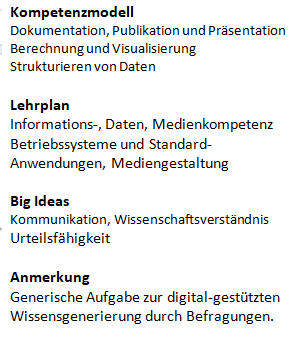 Kompetenzmodell
Dokumentation, Publikation und Präsentation
Berechnung und Visualisierung
Strukturieren von Daten
Lehrplan
Informations-, Daten, Medienkompetenz
Betriebssysteme und Standard-
Anwendungen, Mediengestaltung
Big Ideas
Kommunikation, Wissenschaftsverständnis
Urteilsfähigkeit
Anmerkung
Generische Aufgabe zur digital-gestützten
Wissensgenerierung durch Befragungen.